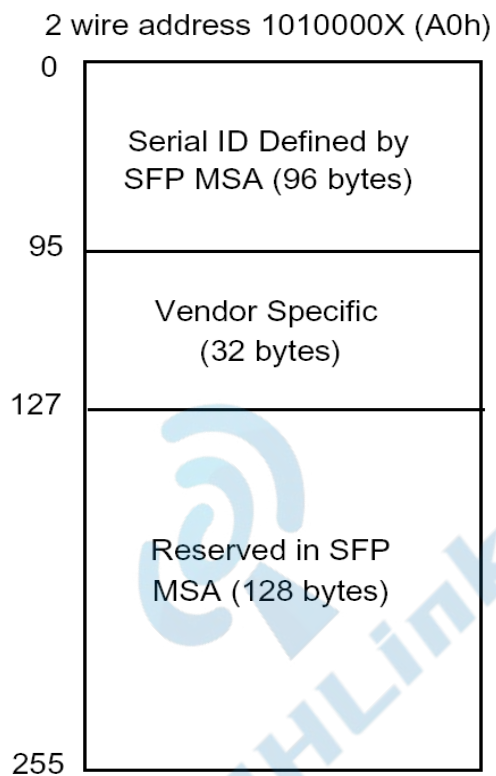 2 wire address 1010000X (A0h)
0
Serial ID Defined by
SFP MSA (96 bytes)
95
Vendor Specific
(32 bytes)
127
Reserved in SFP
MSA (128 bytes)
255